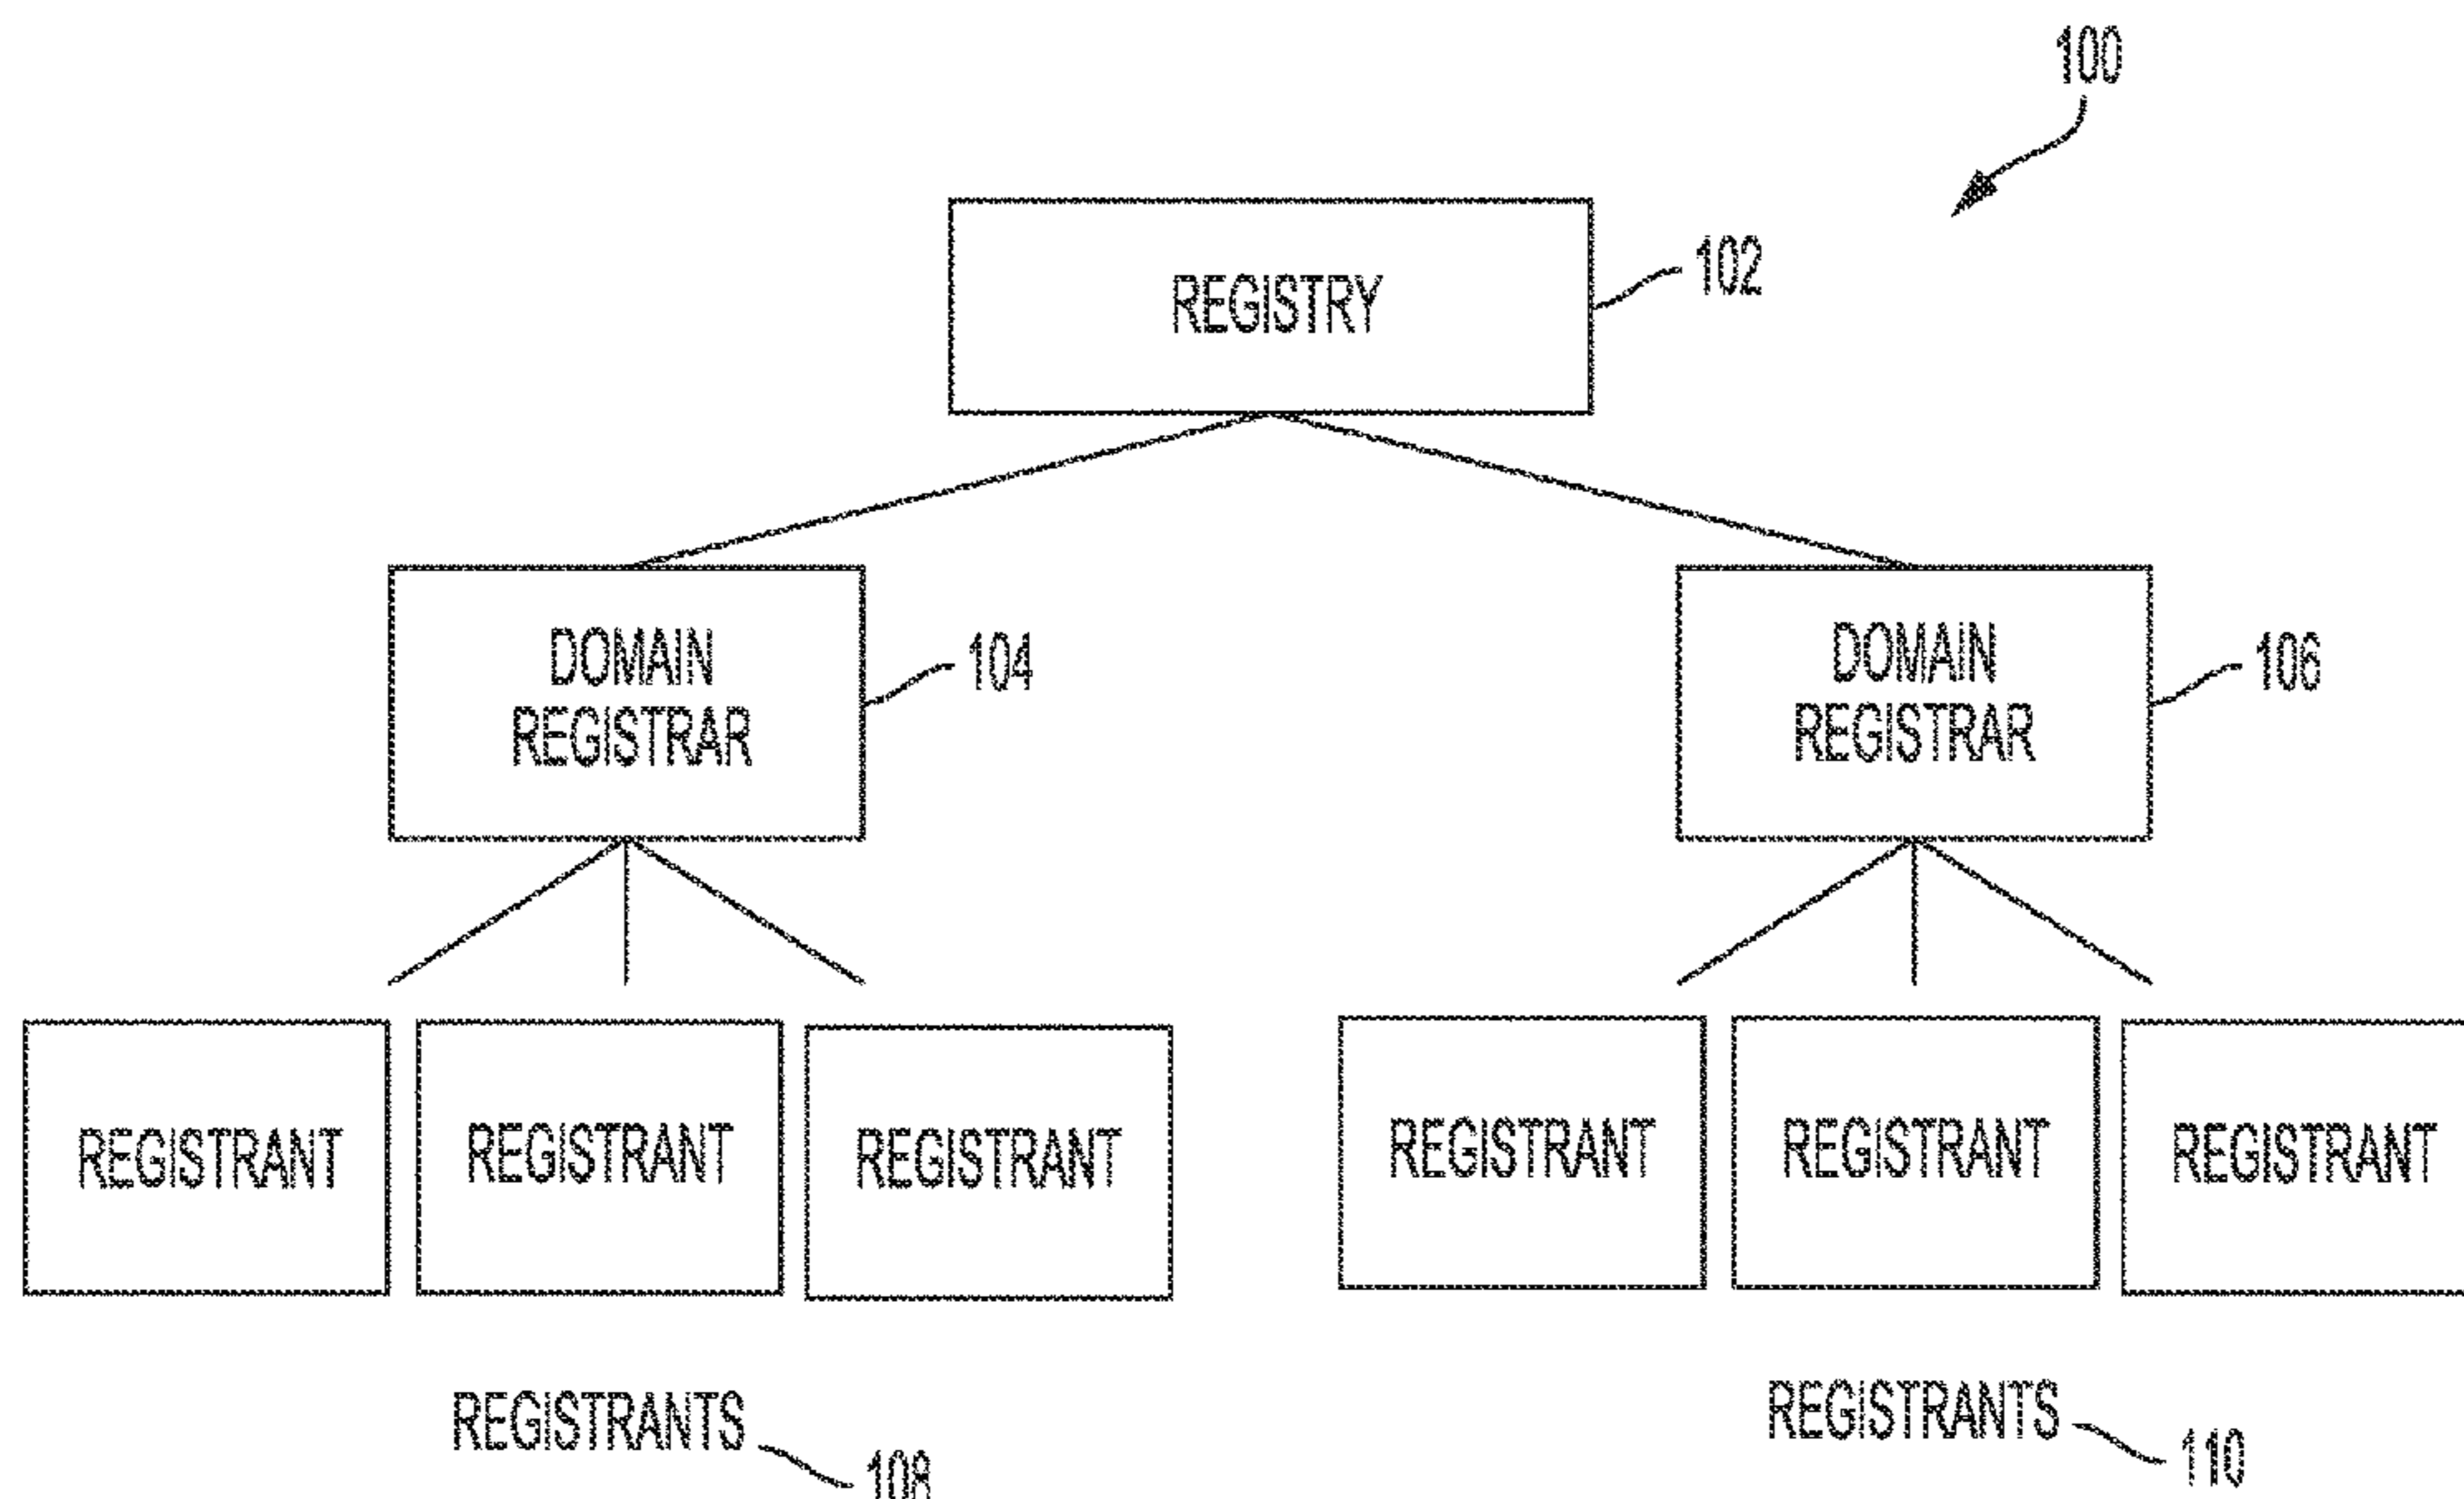 100
REGISTRY
102
DOMAIN
REGISTRAR
104
DOMAIN
REGISTRAR
106
REGISTRANT
REGISTRANT
REGISTRANT
REGISTRANT
REGISTRANT
REGISTRANT
REGISTRANTS
108
REGISTRANTS
110